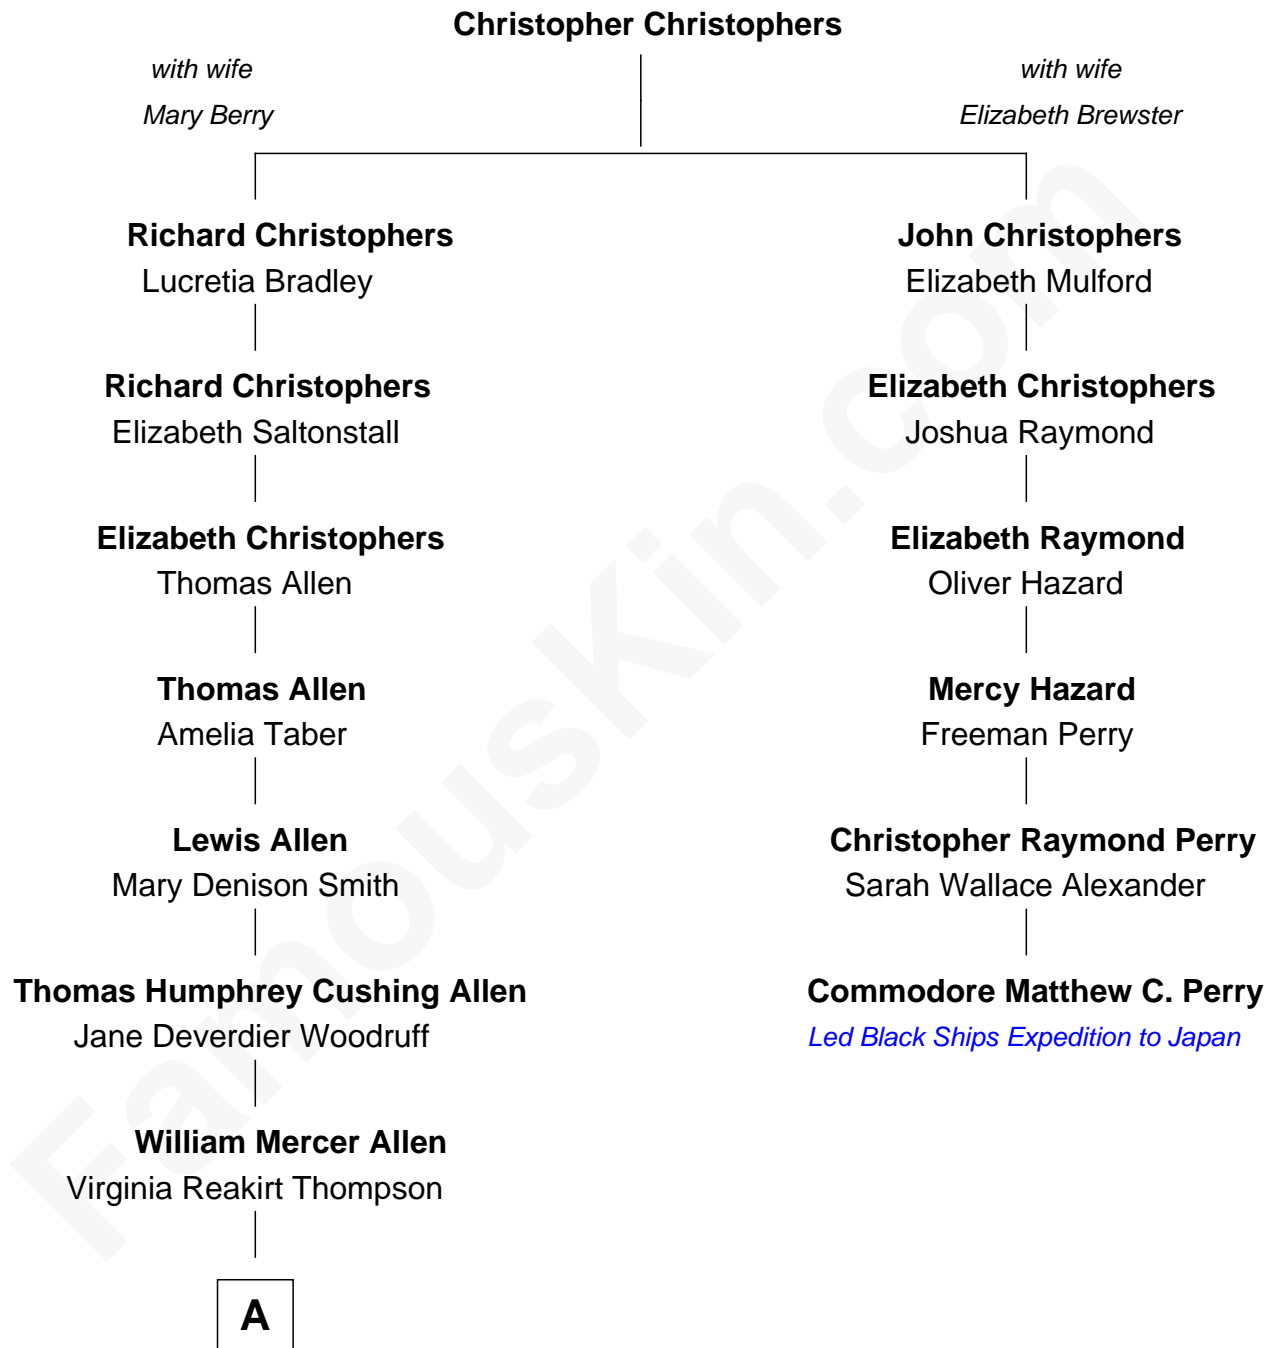 Christopher Christophers
with wife
Mary Berry
with wife
Elizabeth Brewster
Richard Christophers
Lucretia Bradley
John Christophers
Elizabeth Mulford
Richard Christophers
Elizabeth Saltonstall
Elizabeth Christophers
Joshua Raymond
Elizabeth Christophers
Thomas Allen
Elizabeth Raymond
Oliver Hazard
Thomas Allen
Amelia Taber
Mercy Hazard
Freeman Perry
Lewis Allen
Mary Denison Smith
Christopher Raymond Perry
Sarah Wallace Alexander
Thomas Humphrey Cushing Allen
Jane Deverdier Woodruff
Commodore Matthew C. Perry
Led Black Ships Expedition to Japan
William Mercer Allen
Virginia Reakirt Thompson
A
FamousKin.com